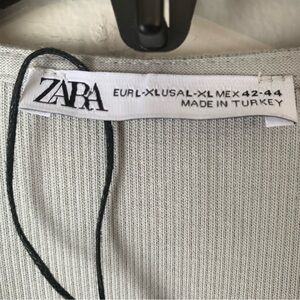 ZARA
EUR L-XL USA L-XL MEX 42-44
MADE IN TURKEY